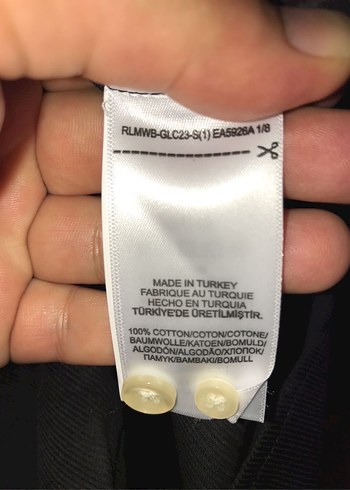 RLMWB-GLC23-S(1) EA5926A 1/8
MADE IN TURKEY
FABRIQUE AU TURQUIE
HECHO EN TURQUIA
TÜRKİYE'DE ÜRETİLMİŞTİR.
100% COTTON/COTON/COTONE/
BAUMWOLLE/KATOEN/BOMULD/
ALGODÓN/ALGODÃO/ХЛОПОК/
ПАМУК/BAMBAKI/BOMULL